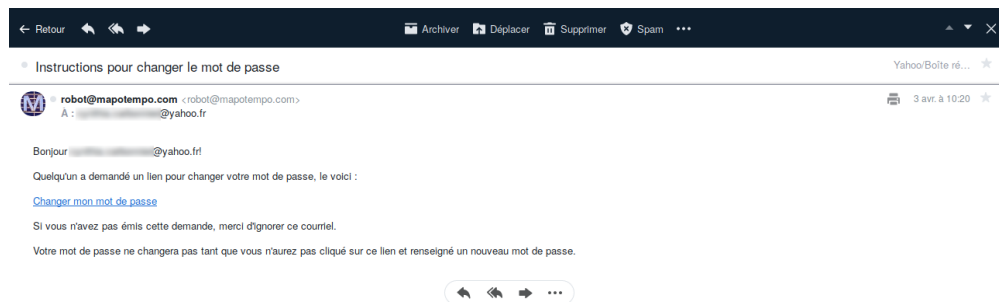 Retour Archiver Déplacer Supprimer Spam
Instructions pour changer le mot de passe Yahoo/Boîte ré...
robot@mapotempo.com <robot@mapotempo.com> 3 avr. à 10:20
À : @yahoo.fr
Bonjour @yahoo.fr!
Quelqu'un a demandé un lien pour changer votre mot de passe, le voici :
Changer mon mot de passe
Si vous n'avez pas émis cette demande, merci d'ignorer ce courriel.
Votre mot de passe ne changera pas tant que vous n'aurez pas cliqué sur ce lien et renseigné un nouveau mot de passe.